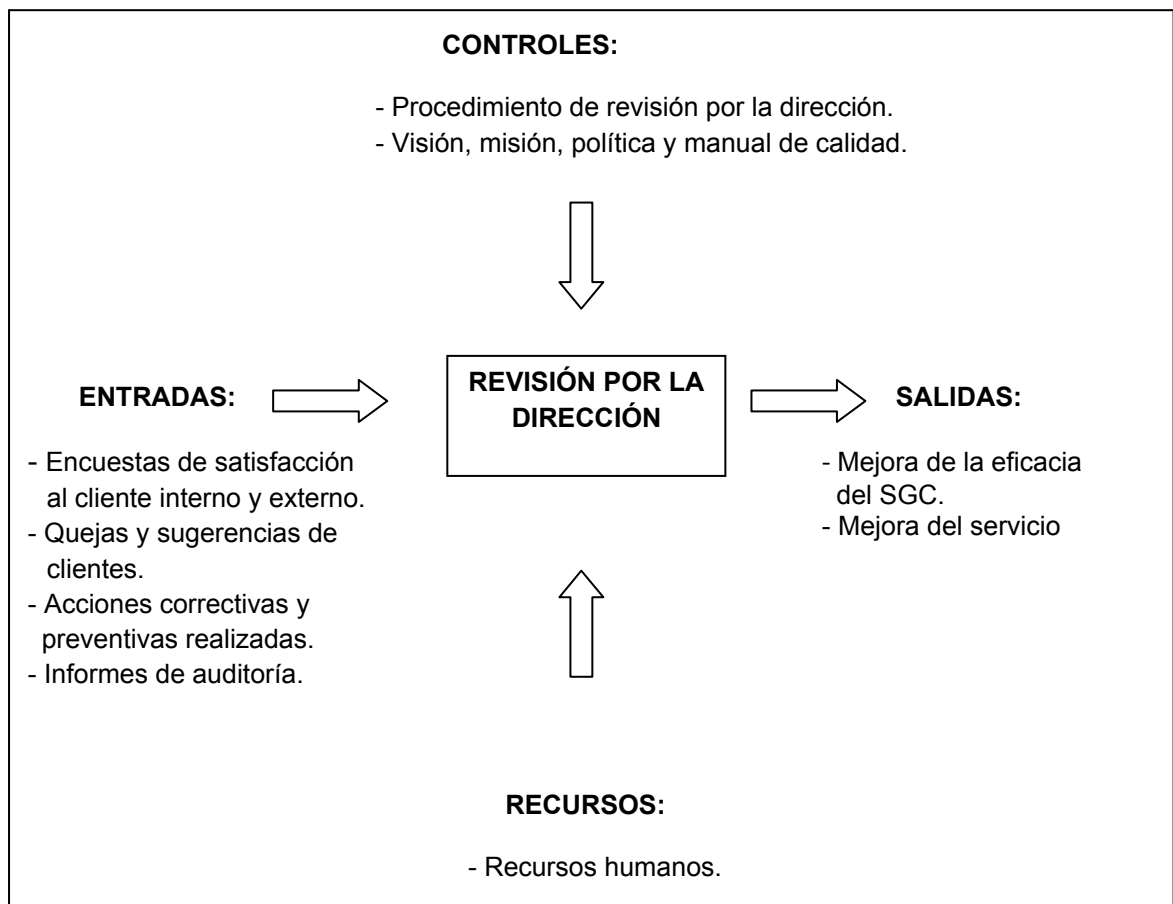 CONTROLES:
- Procedimiento de revisión por la dirección.
- Visión, misión, política y manual de calidad.
ENTRADAS:
- Encuestas de satisfacción
al cliente interno y externo.
- Quejas y sugerencias de
clientes.
- Acciones correctivas y
preventivas realizadas.
- Informes de auditoría.
REVISIÓN POR LA
DIRECCIÓN
SALIDAS:
- Mejora de la eficacia
del SGC.
- Mejora del servicio
RECURSOS:
- Recursos humanos.